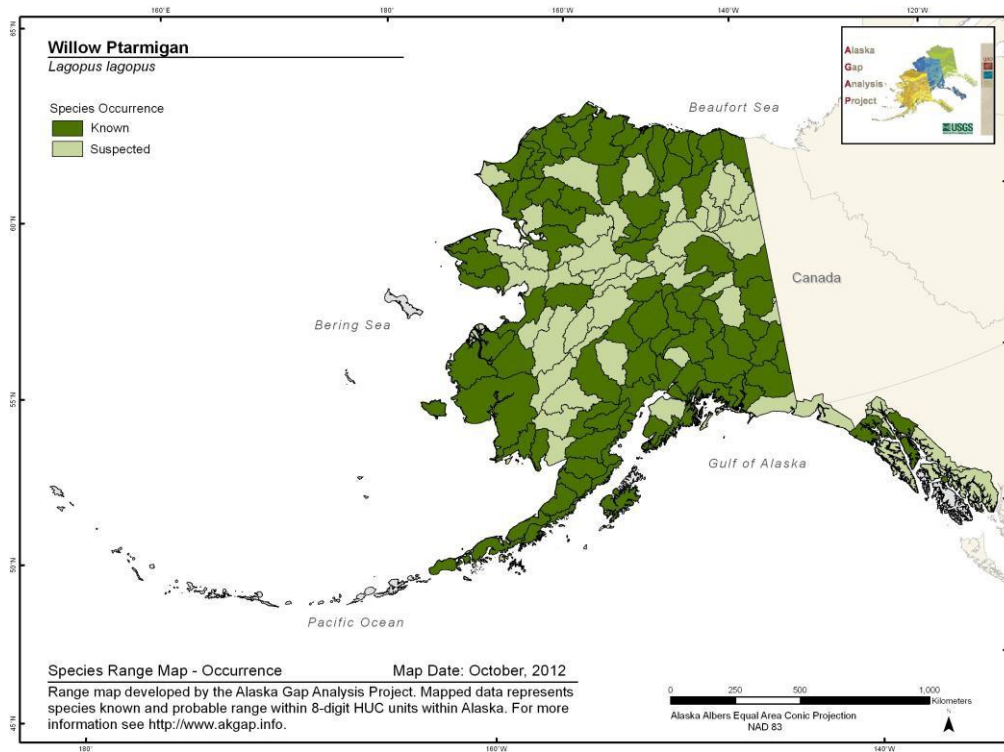 160°E
180°
160°W
140°W
120°W
65°N
60°N
55°N
50°N
45°N
Willow Ptarmigan
Lagopus lagopus
Species Occurrence
Known
Suspected
Alaska
Gap
Analysis
Project
USGS
Beaufort Sea
Canada
Bering Sea
Gulf of Alaska
Pacific Ocean
Species Range Map - Occurrence Map Date: October, 2012
Range map developed by the Alaska Gap Analysis Project. Mapped data represents
species known and probable range within 8-digit HUC units within Alaska. For more
information see http://www.akgap.info.
0 250 500 1,000
Kilometers
Alaska Albers Equal Area Conic Projection
NAD 83
N
180°
160°W
140°W